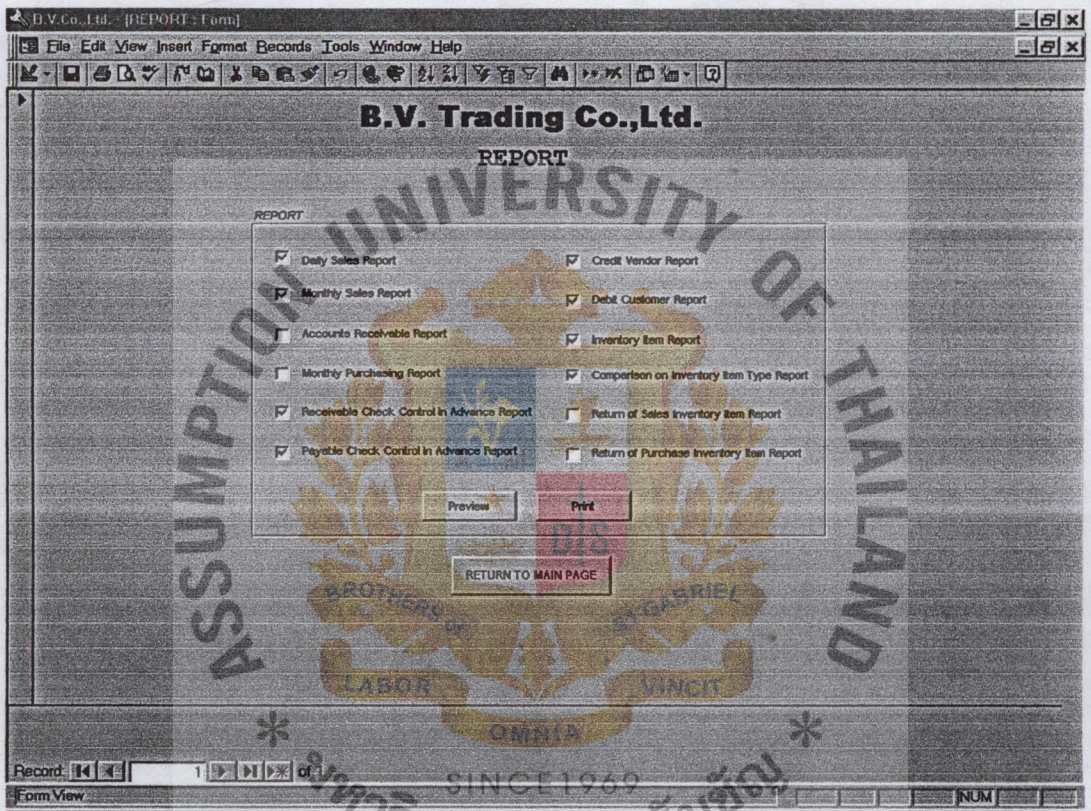 B.V.Co.,Ltd. - [REPORT : Form]
File Edit View Insert Format Records Tools Window Help
B.V. Trading Co.,Ltd.
REPORT
REPORT
Daily Sales Report
Credit Vendor Report
Monthly Sales Report
Debit Customer Report
Accounts Receivable Report
Inventory Item Report
Monthly Purchasing Report
Comparison on Inventory Item Type Report
Receivable Check Control in Advance Report
Return of Sales Inventory Item Report
Payable Check Control in Advance Report
Return of Purchase Inventory Item Report
Preview
Print
RETURN TO MAIN PAGE
ASSUMPTION UNIVERSITY OF THAILAND
DS
BROTHERS OF ST GABRIEL
LABOR
VINCIT
OMNIA
SINCE 1969
Record: 1 of
Form View
NUM